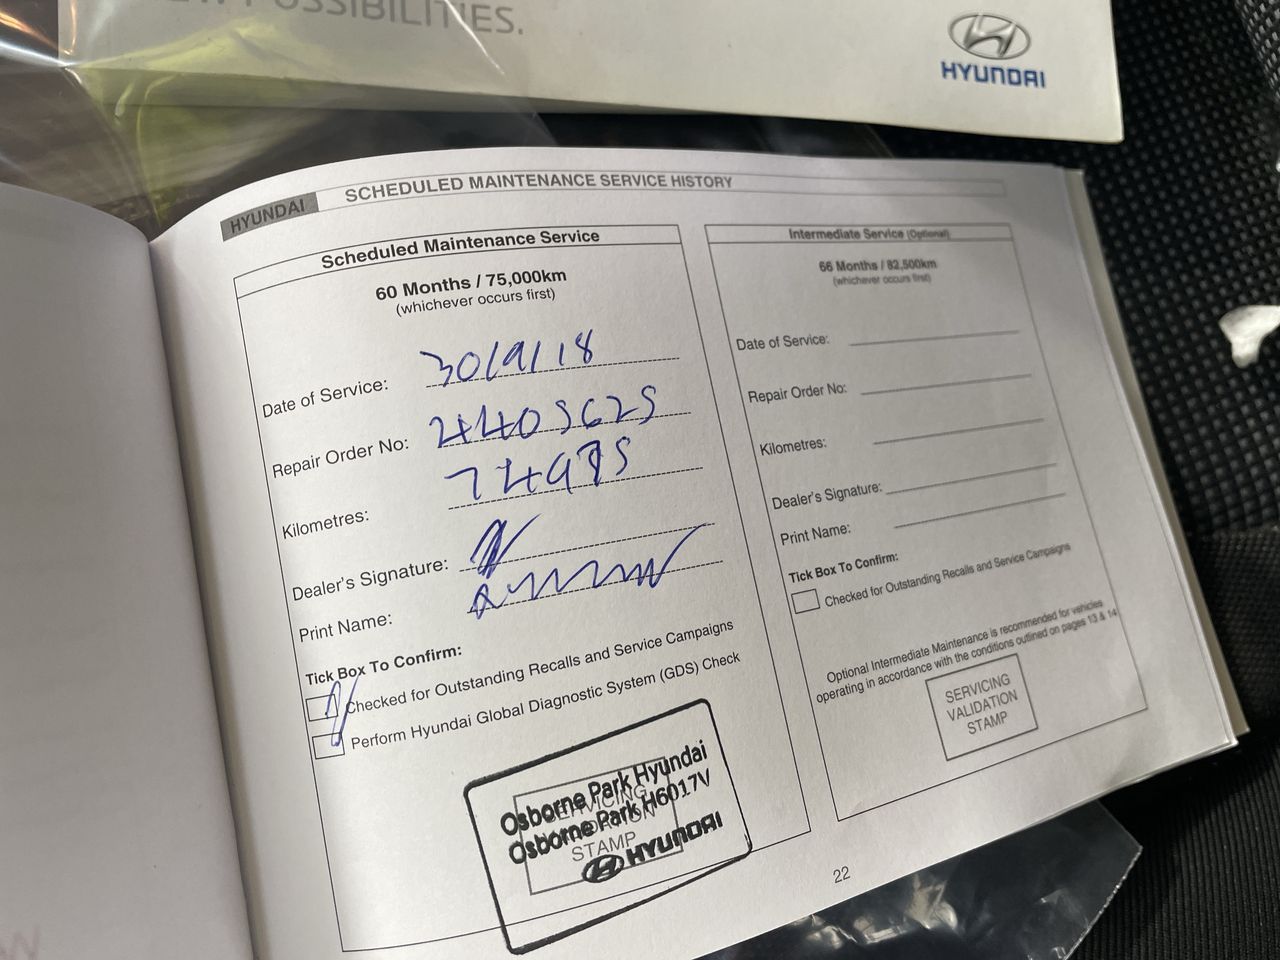 POSSIBILITIES.
HYUNDAI
HYUNDAI
SCHEDULED MAINTENANCE SERVICE HISTORY
Scheduled Maintenance Service
60 Months / 75,000km
(whichever occurs first)
Date of Service: 30/9/18
Repair Order No: 4405625
Kilometres: 74975
Dealer's Signature:
Print Name:
Tick Box To Confirm:
Checked for Outstanding Recalls and Service Campaigns
Perform Hyundai Global Diagnostic System (GDS) Check
Osborne Park Hyundai
Osborne Park H6017V
SERVICING
STAMP
HYUNDAI
Intermediate Service (Optional)
66 Months / 82,500km
(whichever occurs first)
Date of Service:
Repair Order No:
Kilometres:
Dealer's Signature:
Print Name:
Tick Box To Confirm:
Checked for Outstanding Recalls and Service Campaigns
Optional Intermediate Maintenance is recommended for vehicles
operating in accordance with the conditions outlined on pages 13 & 14
SERVICING
VALIDATION
STAMP
22